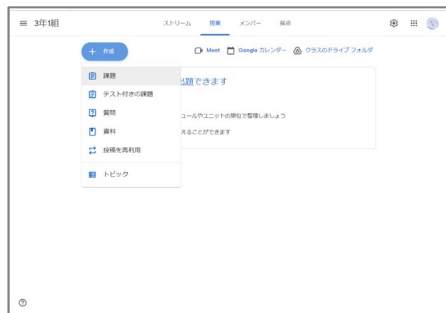 3年1組
ストリーム 授業 メンバー 採点
作成
Meet Google カレンダー クラスのドライブ フォルダ
課題
出題できます
テスト付きの課題
質問
ュールやユニットの単位で整理しましょう
資料
えることができます
投稿を再利用
トピック